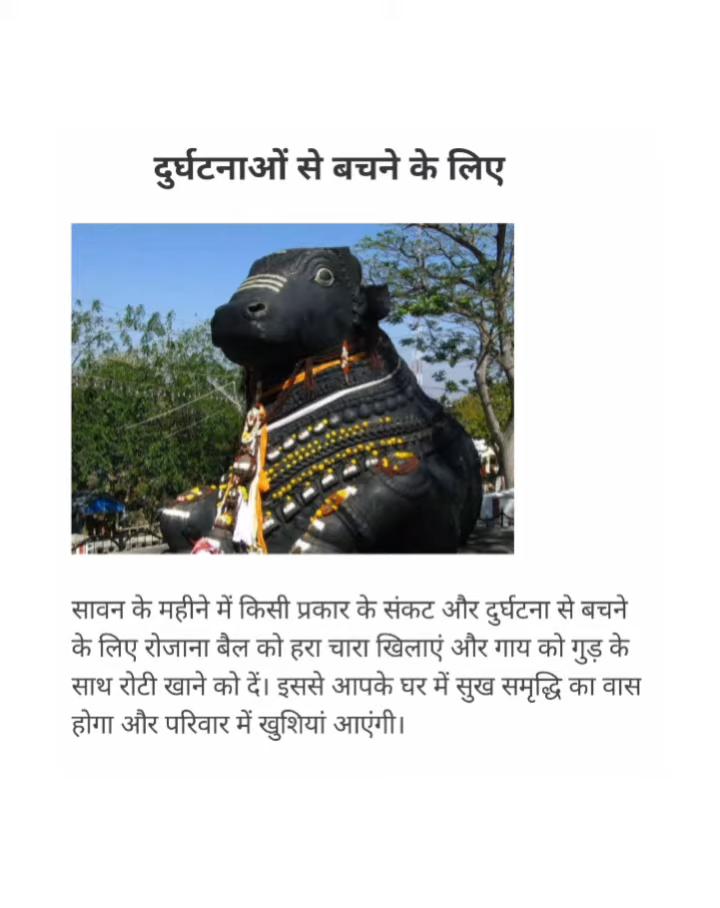 दुर्घटनाओं से बचने के लिए
सावन के महीने में किसी प्रकार के संकट और दुर्घटना से बचने
के लिए रोजाना बैल को हरा चारा खिलाएं और गाय को गुड़ के
साथ रोटी खाने को दें। इससे आपके घर में सुख समृद्धि का वास
होगा और परिवार में खुशियां आएंगी।